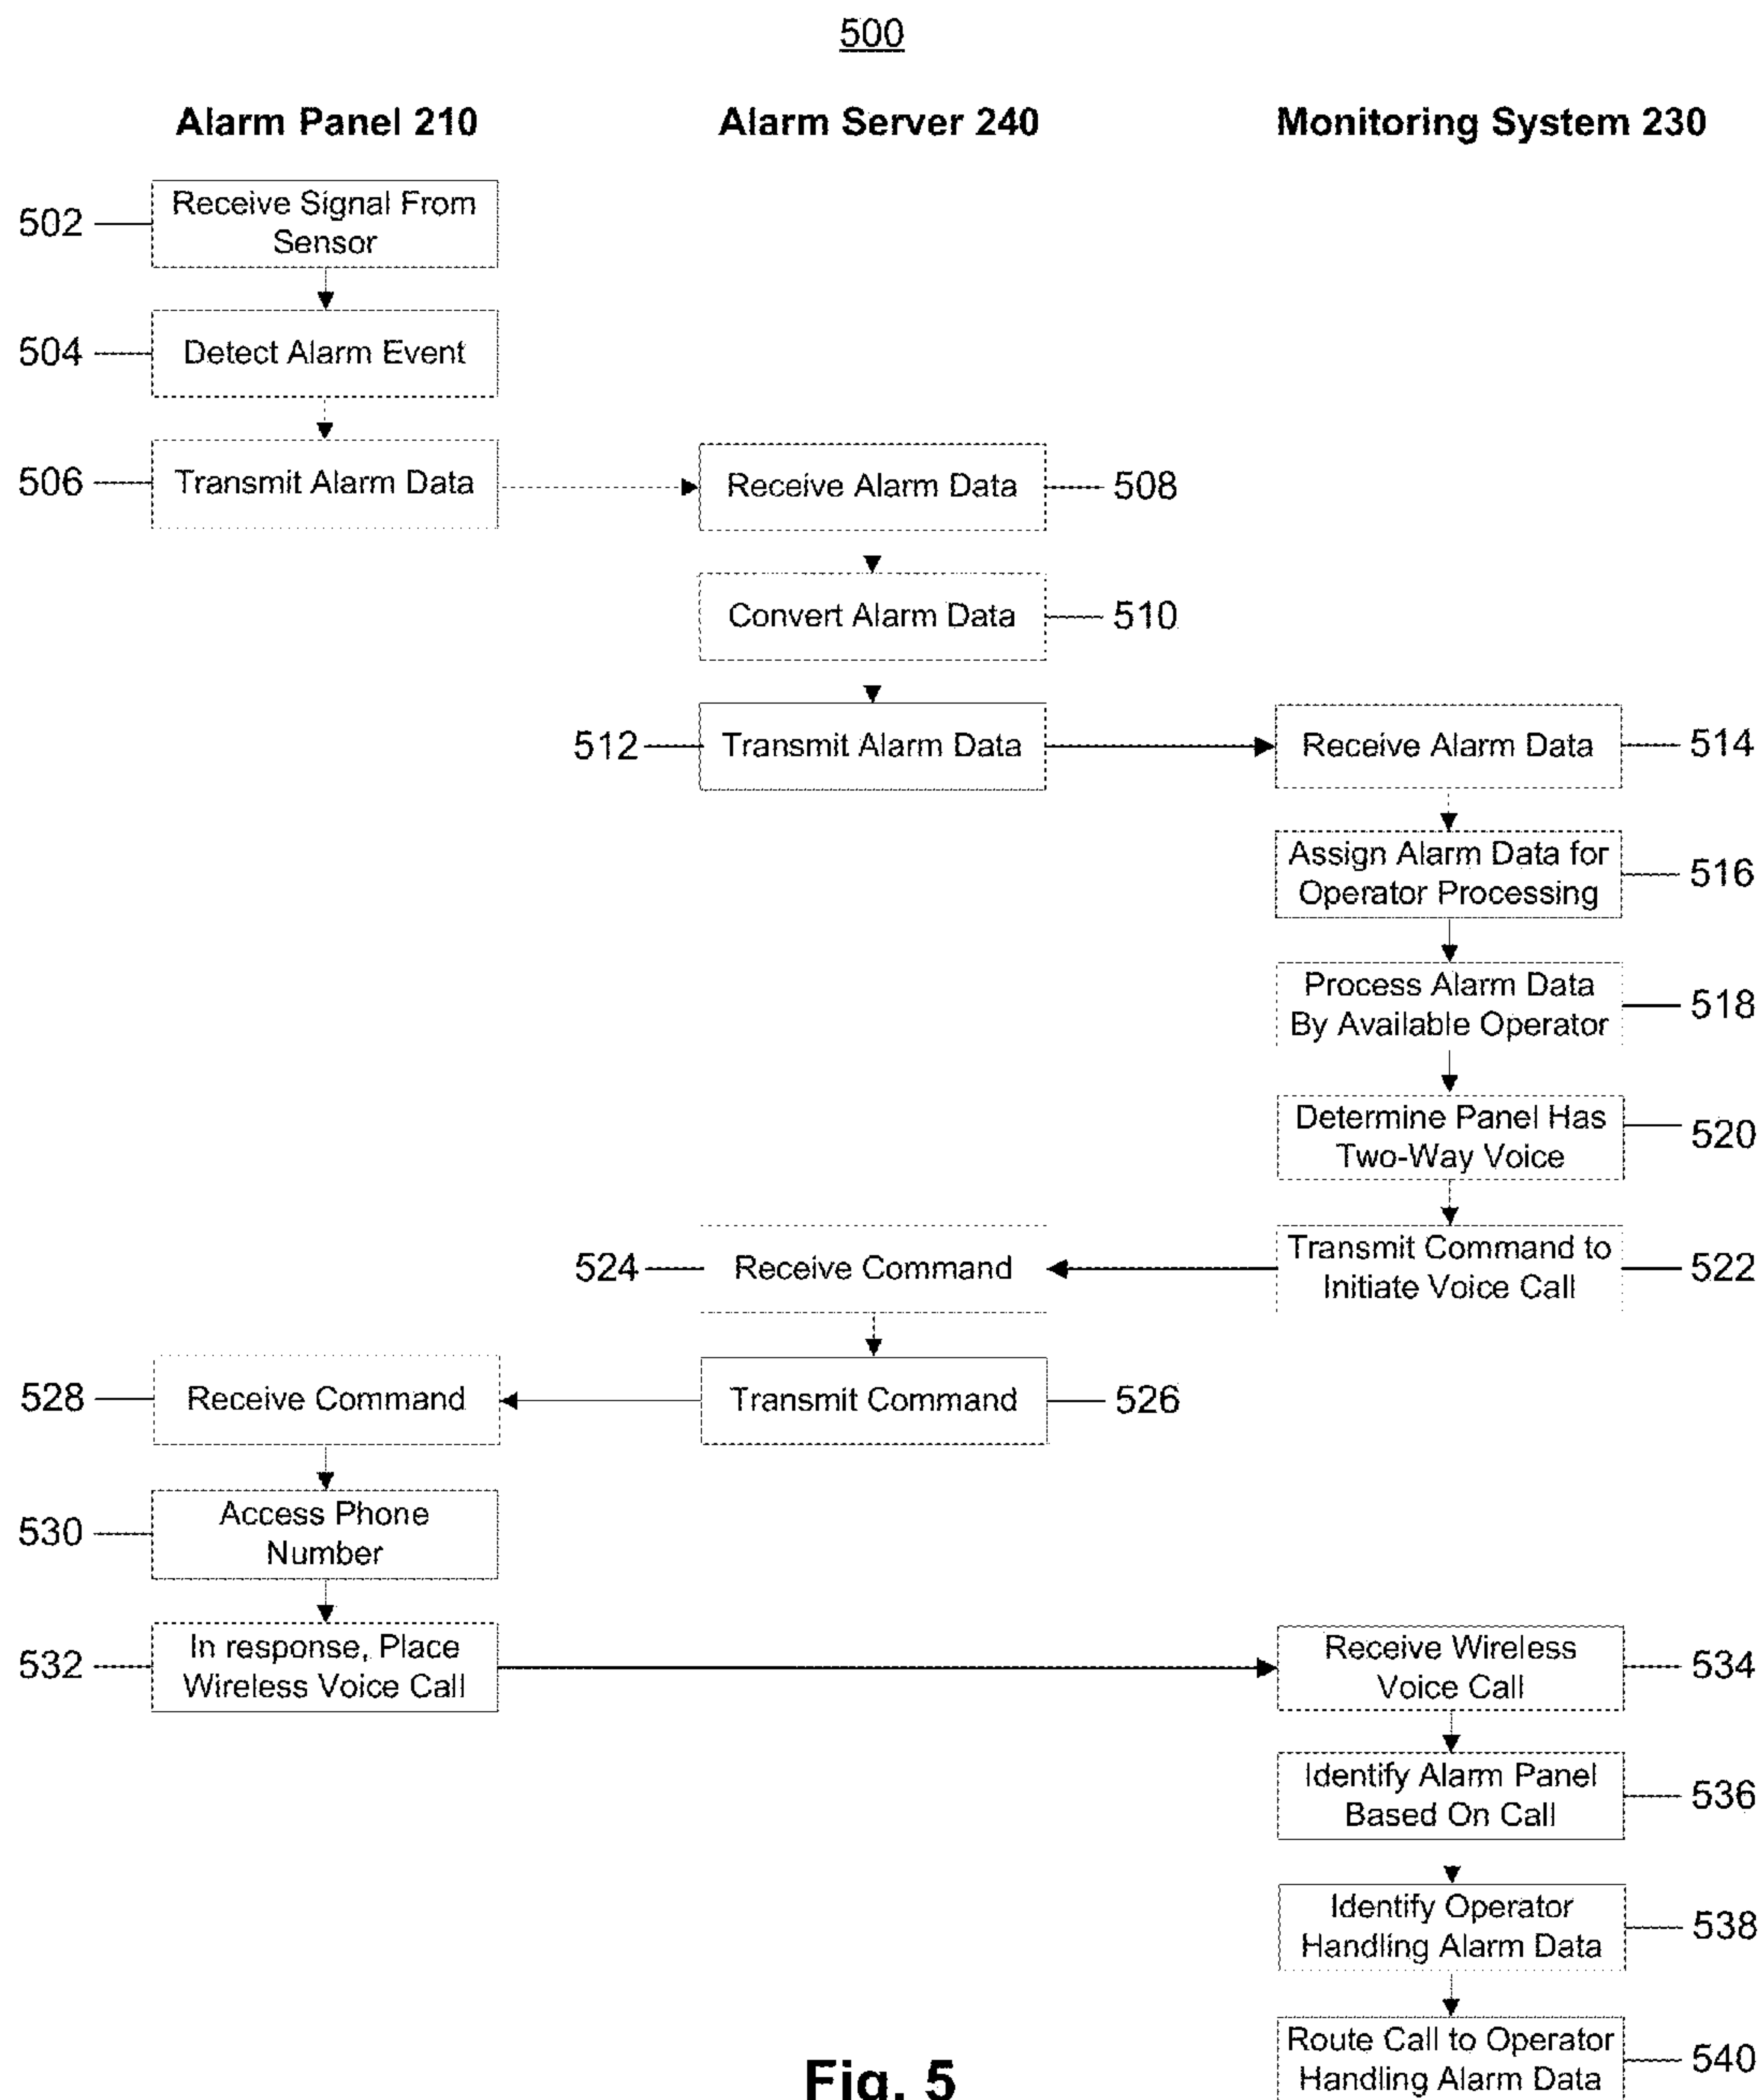 500
Alarm Panel 210
Alarm Server 240
Monitoring System 230
502
Receive Signal From
Sensor
504
Detect Alarm Event
506
Transmit Alarm Data
Receive Alarm Data
508
Convert Alarm Data
510
512
Transmit Alarm Data
Receive Alarm Data
514
Assign Alarm Data for
Operator Processing
516
Process Alarm Data
By Available Operator
518
Determine Panel Has
Two-Way Voice
520
Transmit Command to
Initiate Voice Call
522
524
Receive Command
Transmit Command
526
528
Receive Command
530
Access Phone
Number
532
In response, Place
Wireless Voice Call
Receive Wireless
Voice Call
534
Identify Alarm Panel
Based On Call
536
Identify Operator
Handling Alarm Data
538
Route Call to Operator
Handling Alarm Data
540
Fig. 5